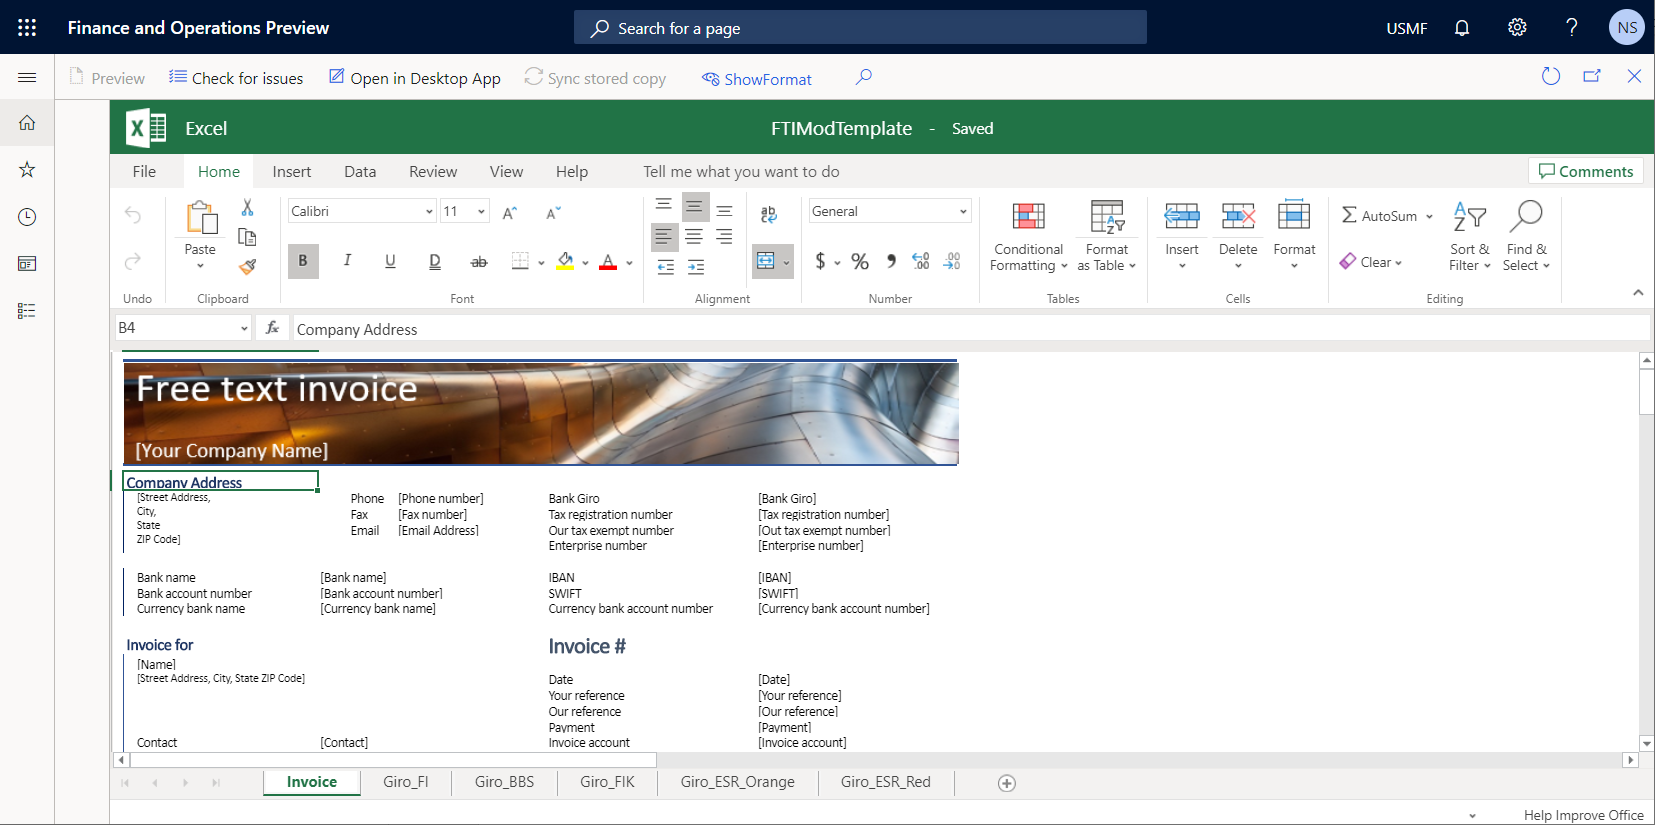 Finance and Operations Preview
Search for a page
USMF
NS
Preview
Check for issues
Open in Desktop App
Sync stored copy
ShowFormat
Excel
FTIModTemplate - Saved
File
Home
Insert
Data
Review
View
Help
Tell me what you want to do
Comments
Paste
Calibri
11
General
AutoSum
Clear
Conditional
Formatting
Format
as Table
Insert
Delete
Format
Sort &
Filter
Find &
Select
Undo
Clipboard
Font
Alignment
Number
Tables
Cells
Editing
B4
fx
Company Address
Free text invoice
[Your Company Name]
Company Address
[Street Address,
City,
State
ZIP Code]
Phone [Phone number]
Fax [Fax number]
Email [Email Address]
Bank Giro [Bank Giro]
Tax registration number [Tax registration number]
Our tax exempt number [Out tax exempt number]
Enterprise number [Enterprise number]
Bank name [Bank name] IBAN [IBAN]
Bank account number [Bank account number] SWIFT [SWIFT]
Currency bank name [Currency bank name] Currency bank account number [Currency bank account number]
Invoice for
[Name]
[Street Address, City, State ZIP Code]
Contact [Contact]
Invoice #
Date [Date]
Your reference [Your reference]
Our reference [Our reference]
Payment [Payment]
Invoice account [Invoice account]
Invoice
Giro_FI
Giro_BBS
Giro_FIK
Giro_ESR_Orange
Giro_ESR_Red
Help Improve Office